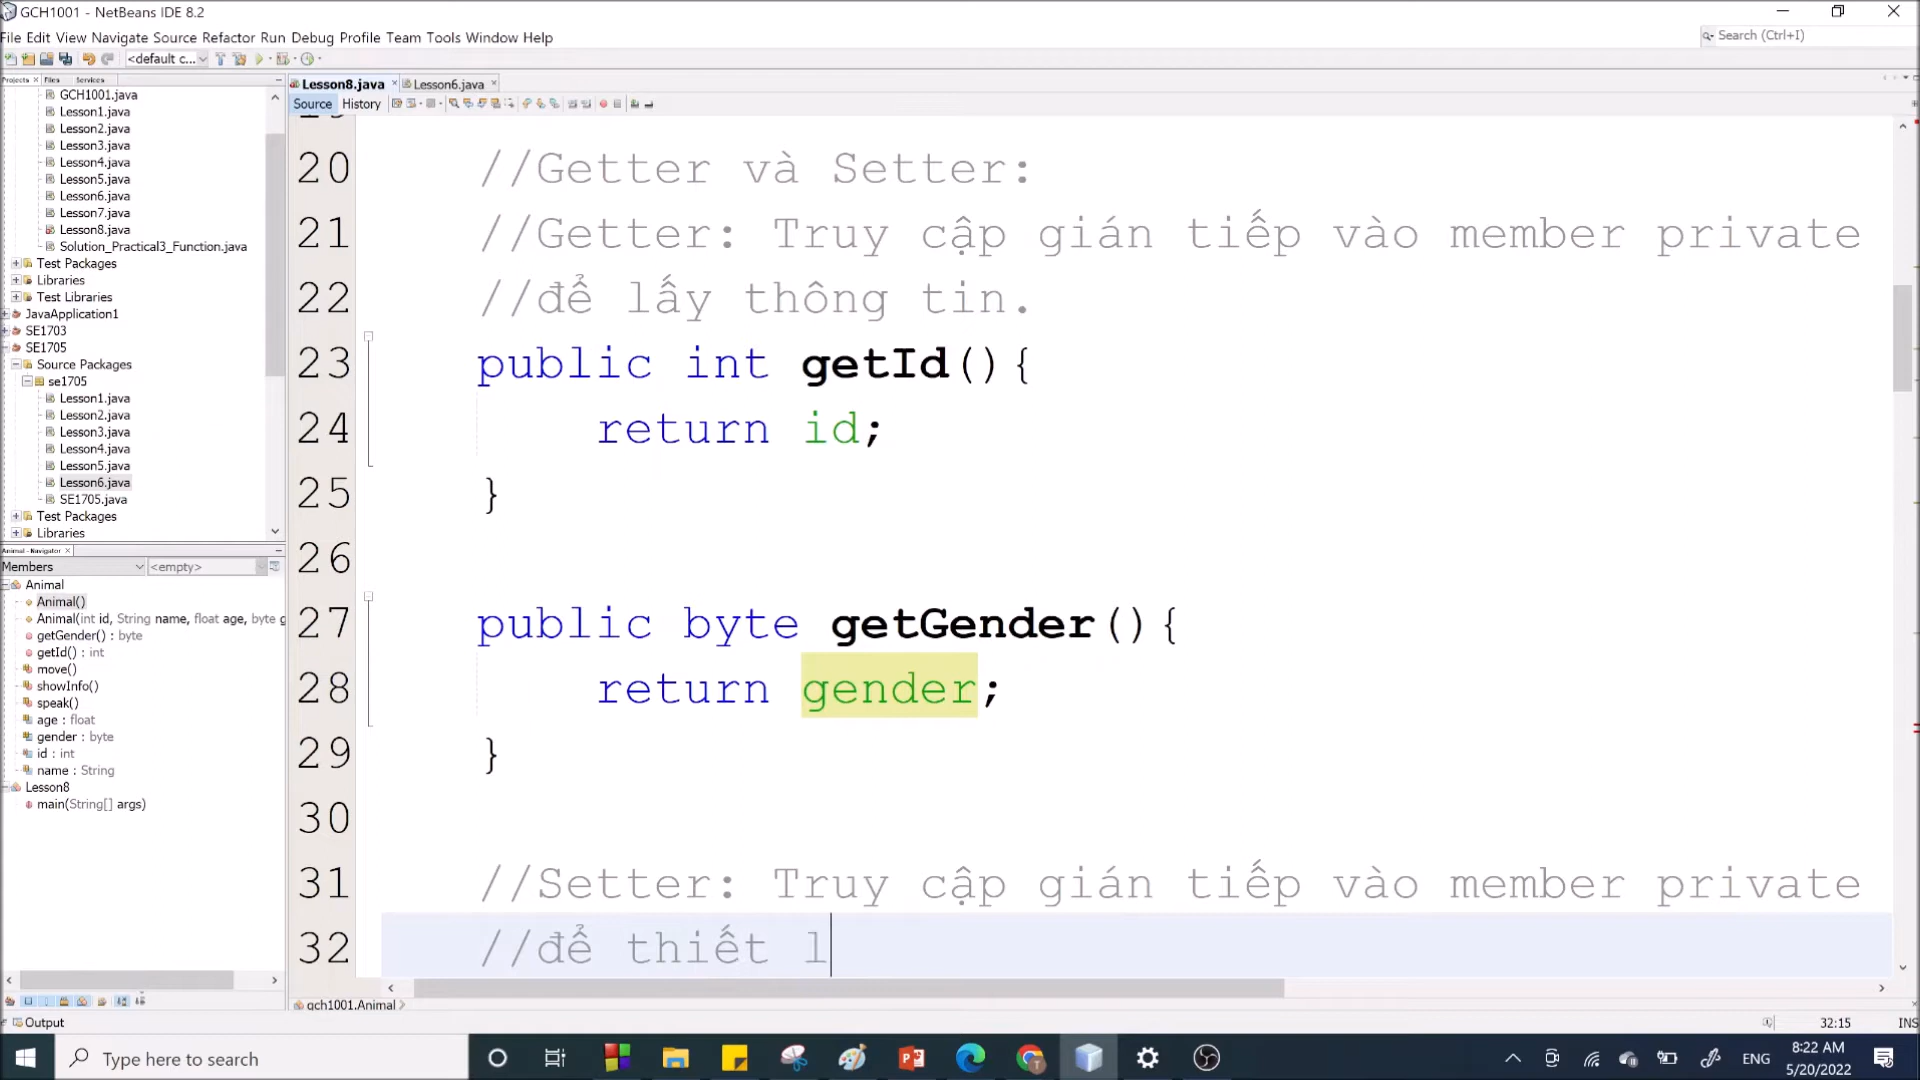 GCH1001 - NetBeans IDE 8.2
File Edit View Navigate Source Refactor Run Debug Profile Team Tools Window Help
Search (Ctrl+I)
<default c...
Projects Files Services
GCH1001.java
Lesson1.java
Lesson2.java
Lesson3.java
Lesson4.java
Lesson5.java
Lesson6.java
Lesson7.java
Lesson8.java
Solution_Practical3_Function.java
Test Packages
Libraries
Test Libraries
JavaApplication1
SE1703
SE1705
Source Packages
se1705
Lesson1.java
Lesson2.java
Lesson3.java
Lesson4.java
Lesson5.java
Lesson6.java
SE1705.java
Test Packages
Libraries
Animal - Navigator
Members <empty>
Animal
Animal()
Animal(int id, String name, float age, byte g
getGender() : byte
getId() : int
move()
showInfo()
speak()
age : float
gender : byte
id : int
name : String
Lesson8
main(String[] args)
Lesson8.java Lesson6.java
Source History
20 //Getter và Setter:
21 //Getter: Truy cập gián tiếp vào member private
22 //để lấy thông tin.
23 public int getId(){
24 return id;
25 }
26
27 public byte getGender(){
28 return gender;
29 }
30
31 //Setter: Truy cập gián tiếp vào member private
32 //để thiết l
gch1001.Animal
Output
32:15 INS
Type here to search
ENG
8:22 AM
5/20/2022